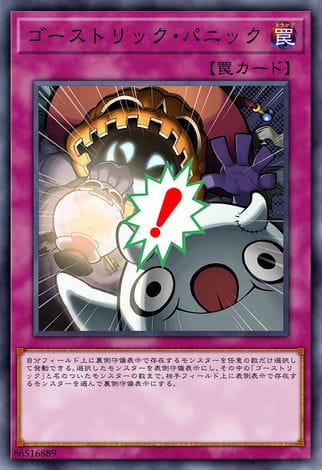 ゴーストリック・パニック
トラップ
罠
【罠カード】
!
自分フィールド上に裏側守備表示で存在するモンスターを任意の数だけ選択し
て発動できる。選択したモンスターを表側守備表示にし、その中の「ゴーストリ
ック」と名のついたモンスターの数まで、相手フィールド上に表側表示で存在す
るモンスターを選んで裏側守備表示にする。
86516889